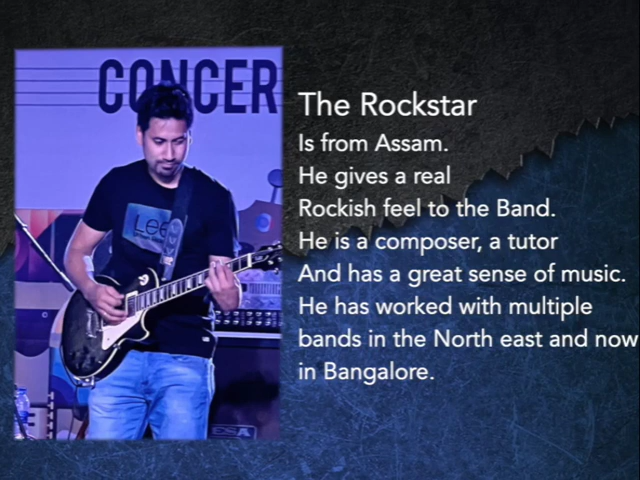 CONCER
Lee
The Rockstar
Is from Assam.
He gives a real
Rockish feel to the Band.
He is a composer, a tutor
And has a great sense of music.
He has worked with multiple
bands in the North east and now
in Bangalore.